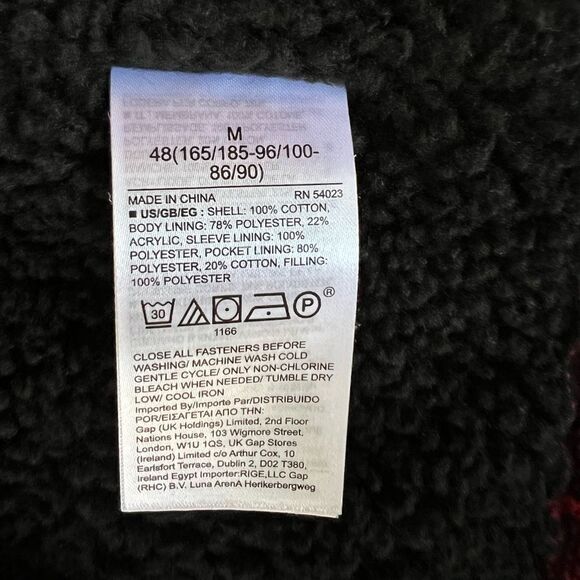 M
48(165/185-96/100-
86/90)
MADE IN CHINA RN 54023
■ US/GB/EG : SHELL: 100% COTTON,
BODY LINING: 78% POLYESTER, 22%
ACRYLIC, SLEEVE LINING: 100%
POLYESTER, POCKET LINING: 80%
POLYESTER, 20% COTTON, FILLING:
100% POLYESTER
30 P ®
1166
CLOSE ALL FASTENERS BEFORE
WASHING/ MACHINE WASH COLD
GENTLE CYCLE/ ONLY NON-CHLORINE
BLEACH WHEN NEEDED/ TUMBLE DRY
LOW/ COOL IRON
Imported By/Importe Par/DISTRIBUIDO
POR/ΕΙΣΑΓΕΤΑΙ ΑΠΟ ΤΗΝ:
Gap (UK Holdings) Limited, 2nd Floor
Nations House, 103 Wigmore Street,
London, W1U 1QS, UK Gap Stores
(Ireland) Limited c/o Arthur Cox, 10
Earlsfort Terrace, Dublin 2, D02 T380,
Ireland Egypt Importer:RIGE,LLC Gap
(RHC) B.V. Luna ArenA Herikerbergweg